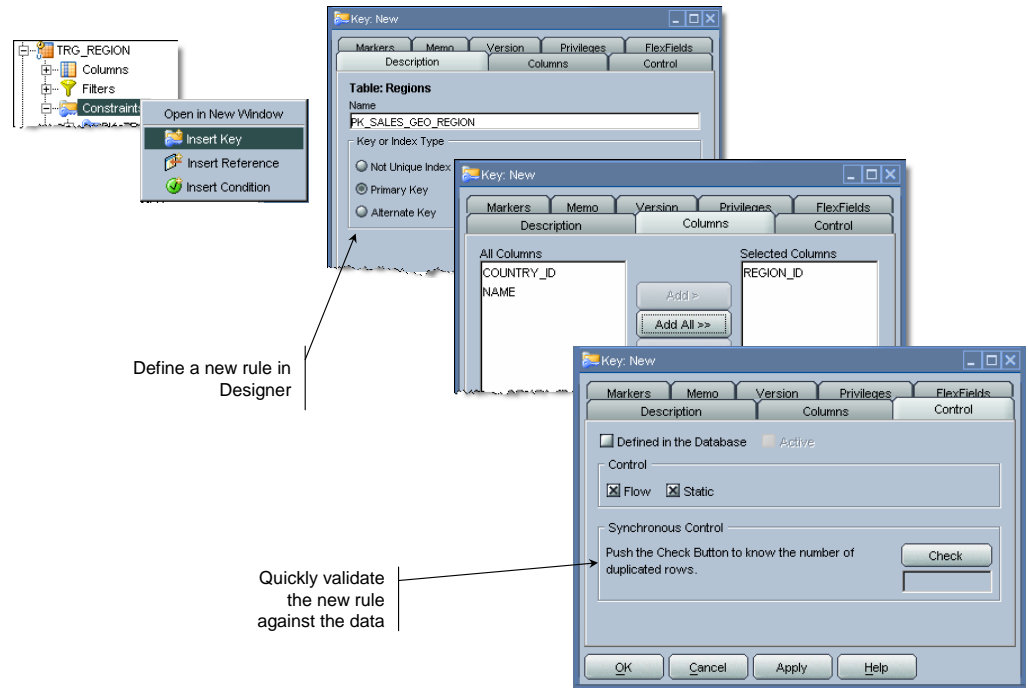 TRG_REGION
Columns
Filters
Constraints
Open in New Window
Insert Key
Insert Reference
Insert Condition
Key: New
Markers Memo Version Privileges FlexFields
Description Columns Control
Table: Regions
Name
PK_SALES_GEO_REGION
Key or Index Type
Not Unique Index
Primary Key
Alternate Key
Key: New
Markers Memo Version Privileges FlexFields
Description Columns Control
All Columns
COUNTRY_ID
NAME
Add >
Add All >>
Selected Columns
REGION_ID
Define a new rule in
Designer
Key: New
Markers Memo Version Privileges FlexFields
Description Columns Control
Defined in the Database Active
Control
Flow Static
Synchronous Control
Push the Check Button to know the number of
duplicated rows.
Check
Quickly validate
the new rule
against the data
OK Cancel Apply Help